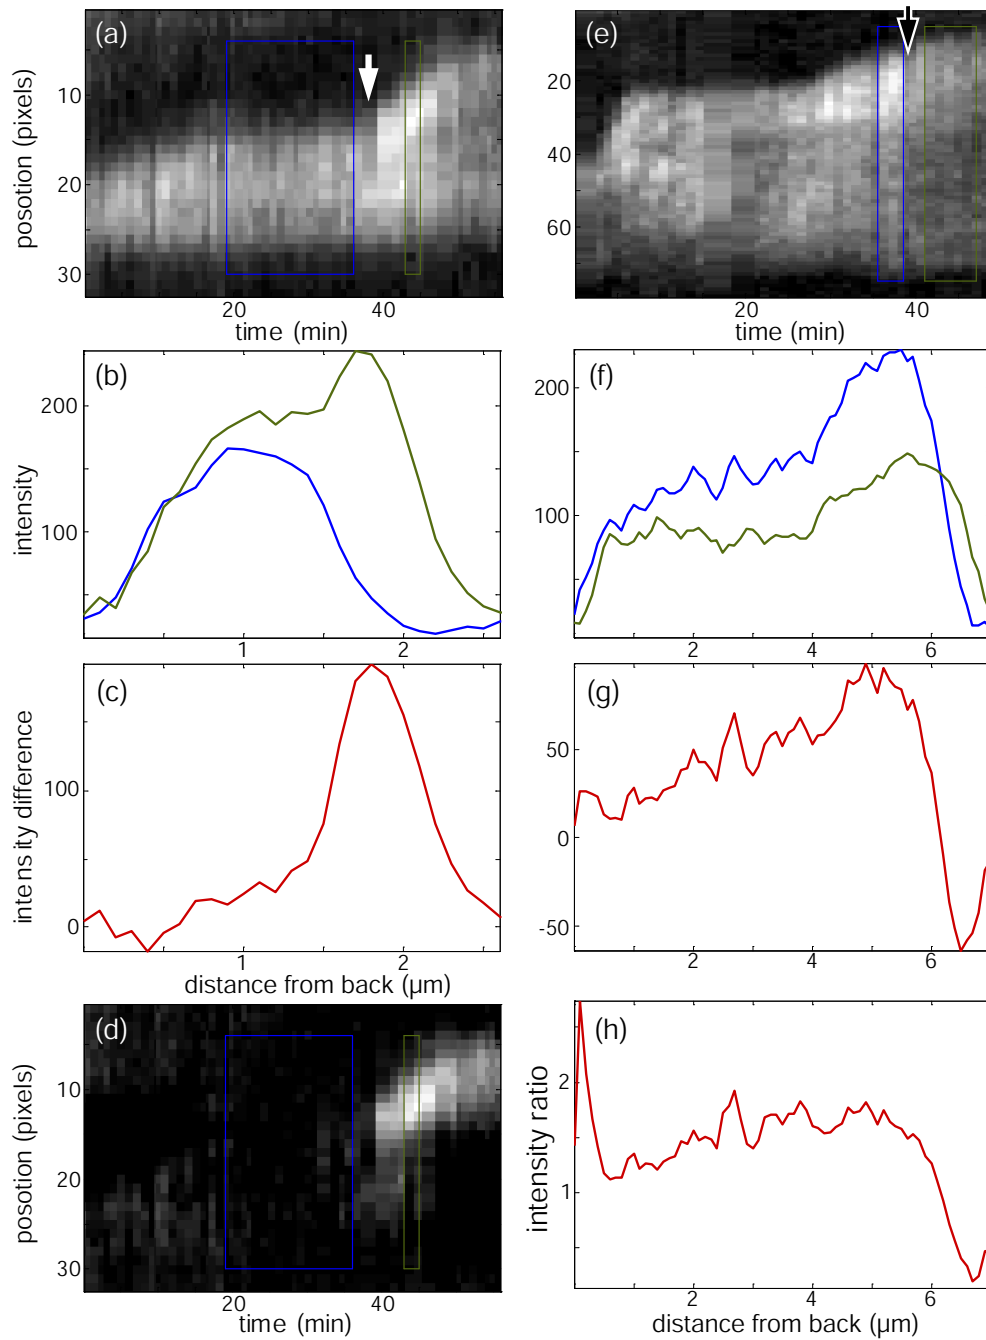 (a)
posotion (pixels)
10
20
30
20
40
time (min)
(e)
20
40
60
20
40
time (min)
(b)
intensity
200
100
1
2
(f)
200
100
2
4
6
(c)
intensity difference
100
0
1
2
distance from back (μm)
(g)
50
0
-50
2
4
6
(d)
posotion (pixels)
10
20
30
20
40
time (min)
(h)
intensity ratio
2
1
2
4
6
distance from back (μm)